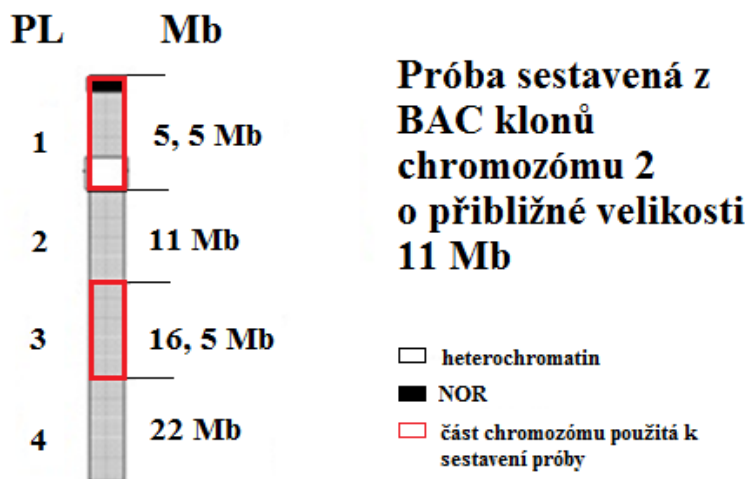 PL Mb
1 5, 5 Mb
2 11 Mb
3 16, 5 Mb
4 22 Mb
Próba sestavená z
BAC klonů
chromozómu 2
o přibližné velikosti
11 Mb
heterochromatin
NOR
část chromozómu použitá k
sestavení próby